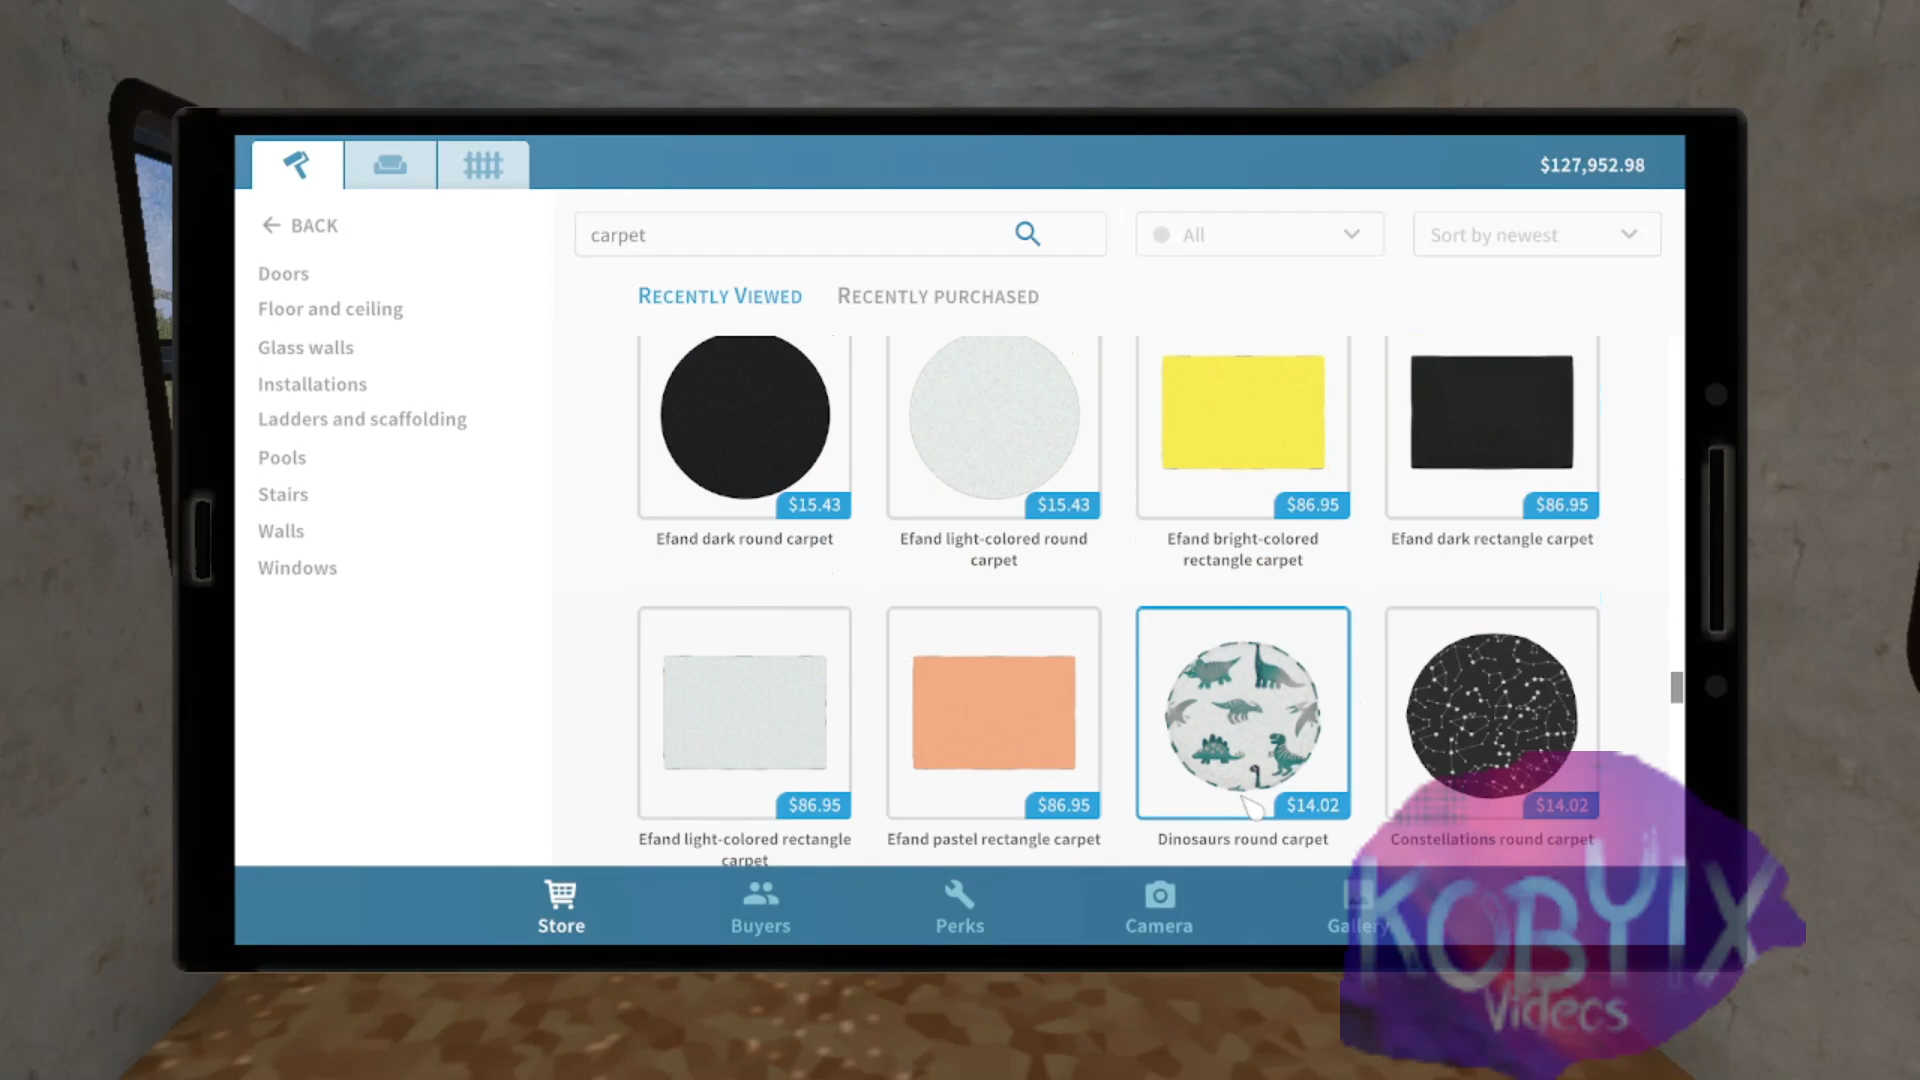 $127,952.98
BACK
Doors
Floor and ceiling
Glass walls
Installations
Ladders and scaffolding
Pools
Stairs
Walls
Windows
carpet
All
Sort by newest
RECENTLY VIEWED
RECENTLY PURCHASED
$15.43
Efand dark round carpet
$15.43
Efand light-colored round
carpet
$86.95
Efand bright-colored
rectangle carpet
$86.95
Efand dark rectangle carpet
$86.95
Efand light-colored rectangle
carpet
$86.95
Efand pastel rectangle carpet
$14.02
Dinosaurs round carpet
$14.02
Constellations round carpet
Store
Buyers
Perks
Camera
Gallery
KOBYIX
Videos